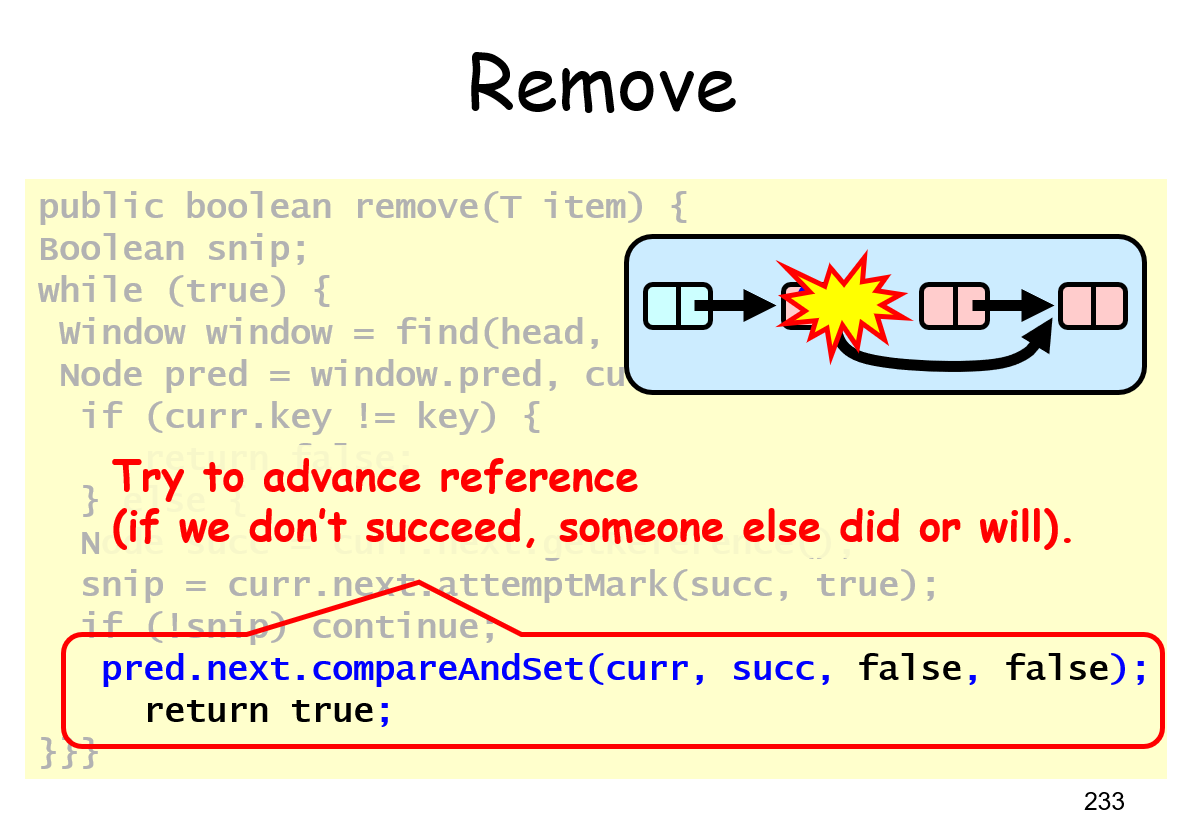 Remove
public boolean remove(T item) {
Boolean snip;
while (true) {
Window window = find(head,
Node pred = window.pred, cu
if (curr.key != key) {
return false;
Try to advance reference
} else {
(if we don't succeed, someone else did or will).
Node succ = curr.next.getReference();
snip = curr.next.attemptMark(succ, true);
if (!snip) continue;
pred.next.compareAndSet(curr, succ, false, false);
return true;
}}}
233